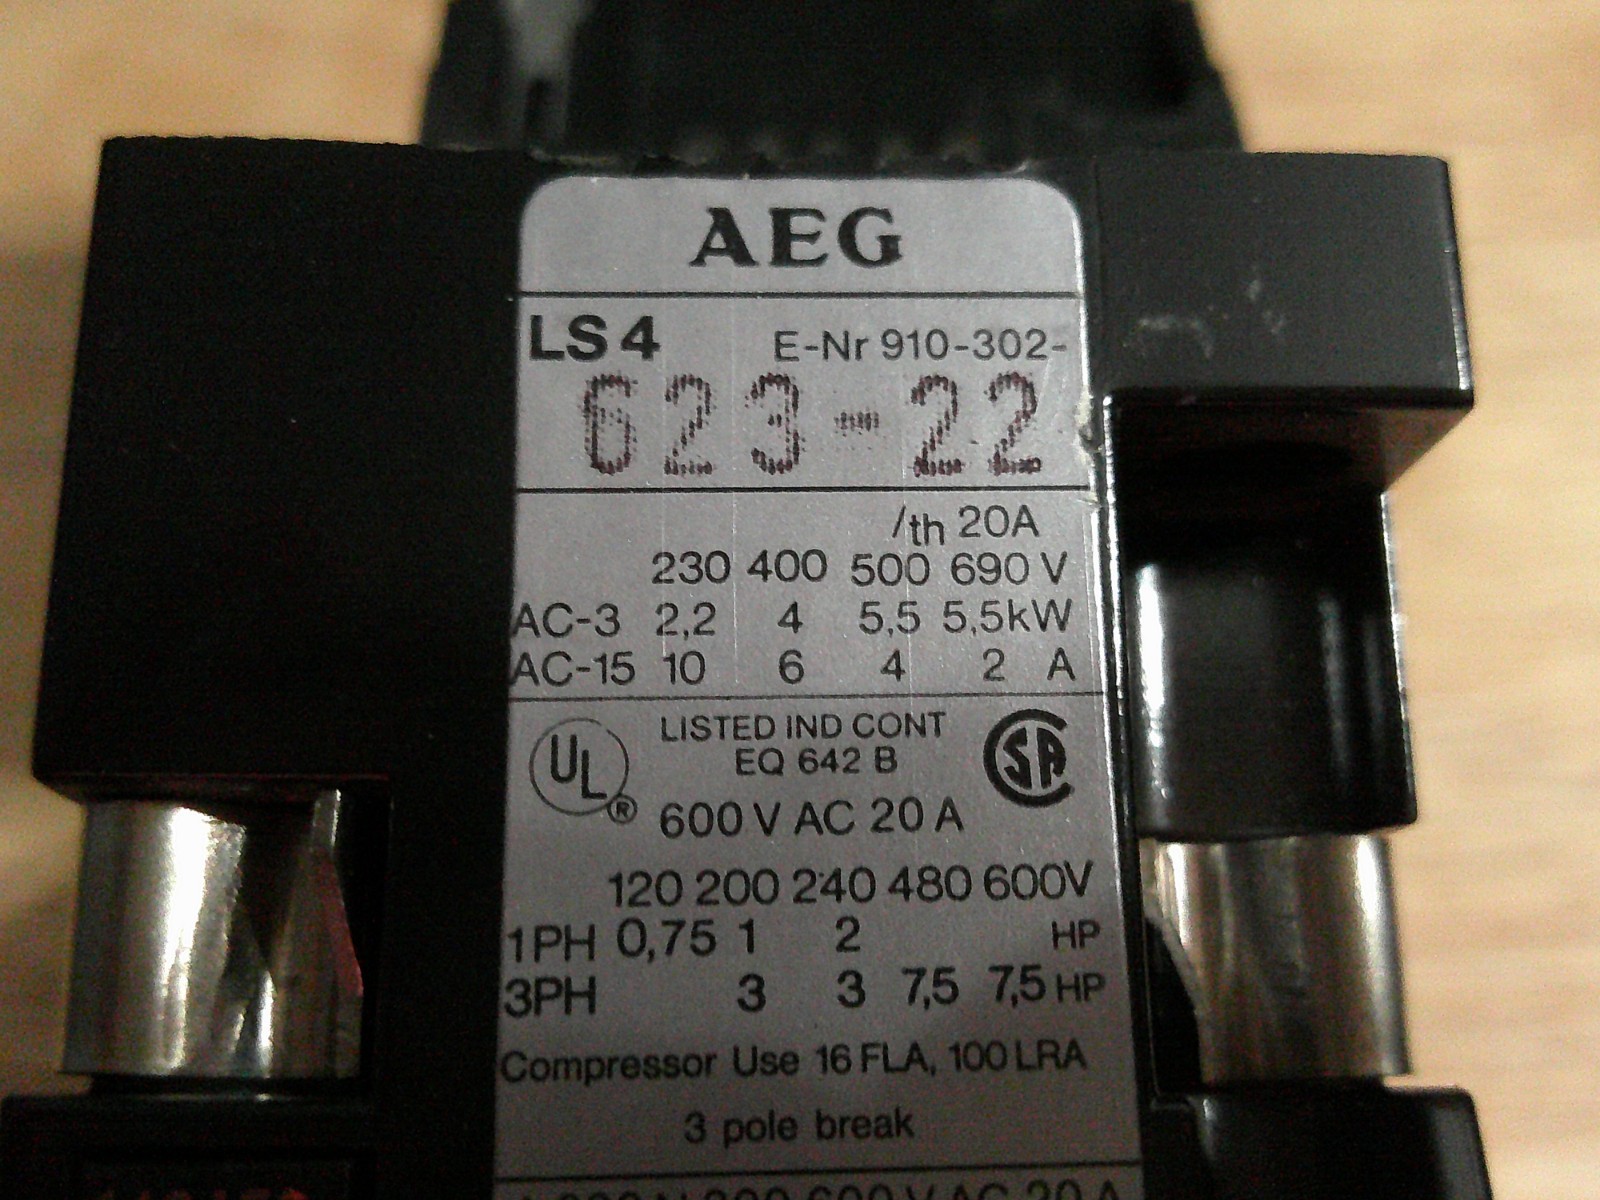 AEG
LS 4 E-Nr 910-302-
623-22
Ith 20A
230 400 500 690 V
AC-3 2,2 4 5,5 5,5kW
AC-15 10 6 4 2 A
UL® LISTED IND CONT SA
EQ 642 B
600 V AC 20 A
120 200 240 480 600V
1PH 0,75 1 2 HP
3PH 3 3 7,5 7,5 HP
Compressor Use 16 FLA, 100 LRA
3 pole break